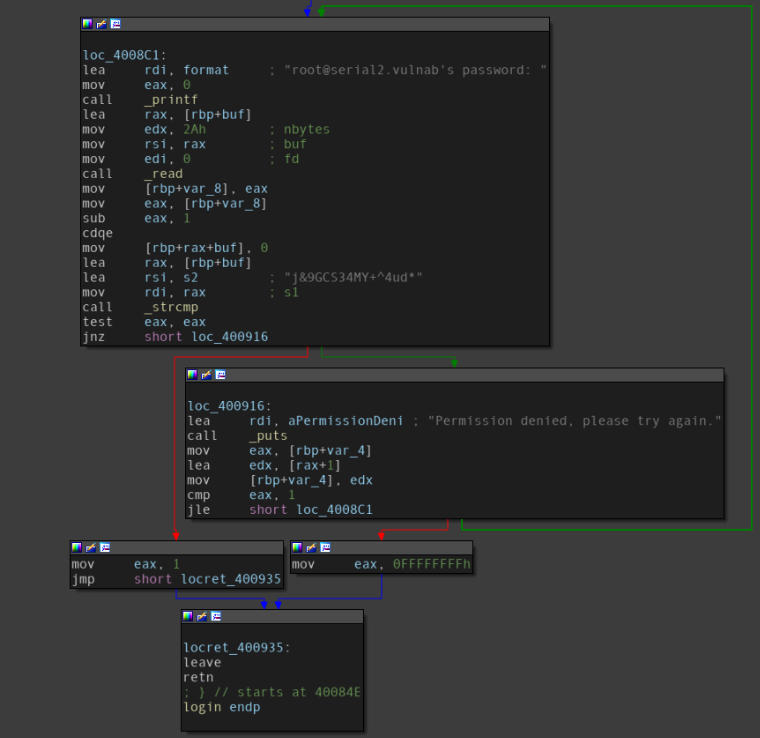 loc_4008C1:
lea rdi, format ; "root@serial2.vulnab's password: "
mov eax, 0
call _printf
lea rax, [rbp+buf]
mov edx, 2Ah ; nbytes
mov rsi, rax ; buf
mov edi, 0 ; fd
call _read
mov [rbp+var_8], eax
mov eax, [rbp+var_8]
sub eax, 1
cdqe
mov [rbp+rax+buf], 0
lea rax, [rbp+buf]
lea rsi, s2 ; "j&9GCS34MY+^4ud*"
mov rdi, rax ; s1
call _strcmp
test eax, eax
jnz short loc_400916
loc_400916:
lea rdi, aPermissionDeni ; "Permission denied, please try again."
call _puts
mov eax, [rbp+var_4]
lea edx, [rax+1]
mov [rbp+var_4], edx
cmp eax, 1
jle short loc_4008C1
mov eax, 1
jmp short locret_400935
mov eax, 0FFFFFFFFh
locret_400935:
leave
retn
; } // starts at 40084E
login endp